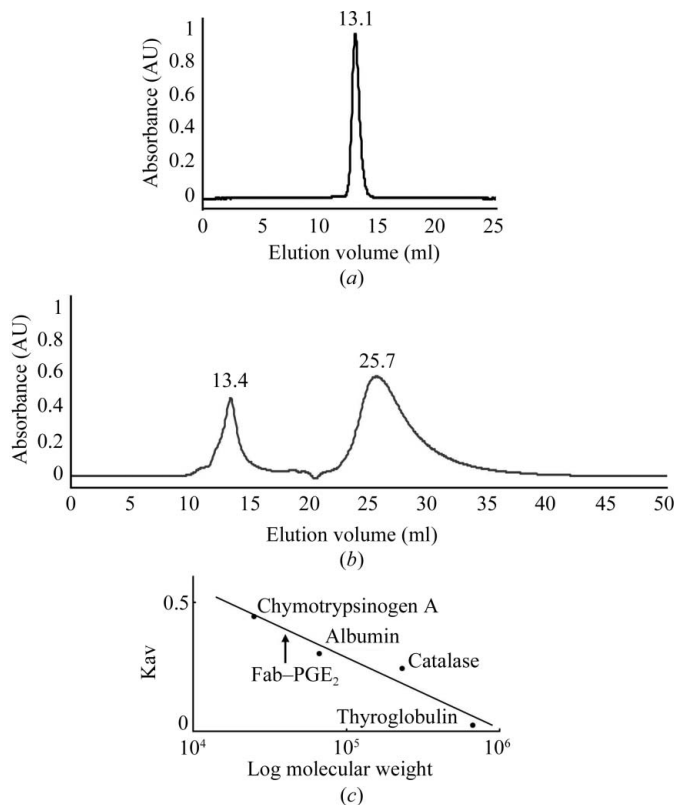 13.1
1
0.8
0.6
0.4
0.2
0
Absorbance (AU)
0 5 10 15 20 25
Elution volume (ml)
(a)
1
0.8
0.6
0.4
0.2
0
Absorbance (AU)
13.4
25.7
0 5 10 15 20 25 30 35 40 45 50
Elution volume (ml)
(b)
0.5
0
Kav
Chymotrypsinogen A
Albumin
Fab–PGE₂
Catalase
Thyroglobulin
10⁴ 10⁵ 10⁶
Log molecular weight
(c)